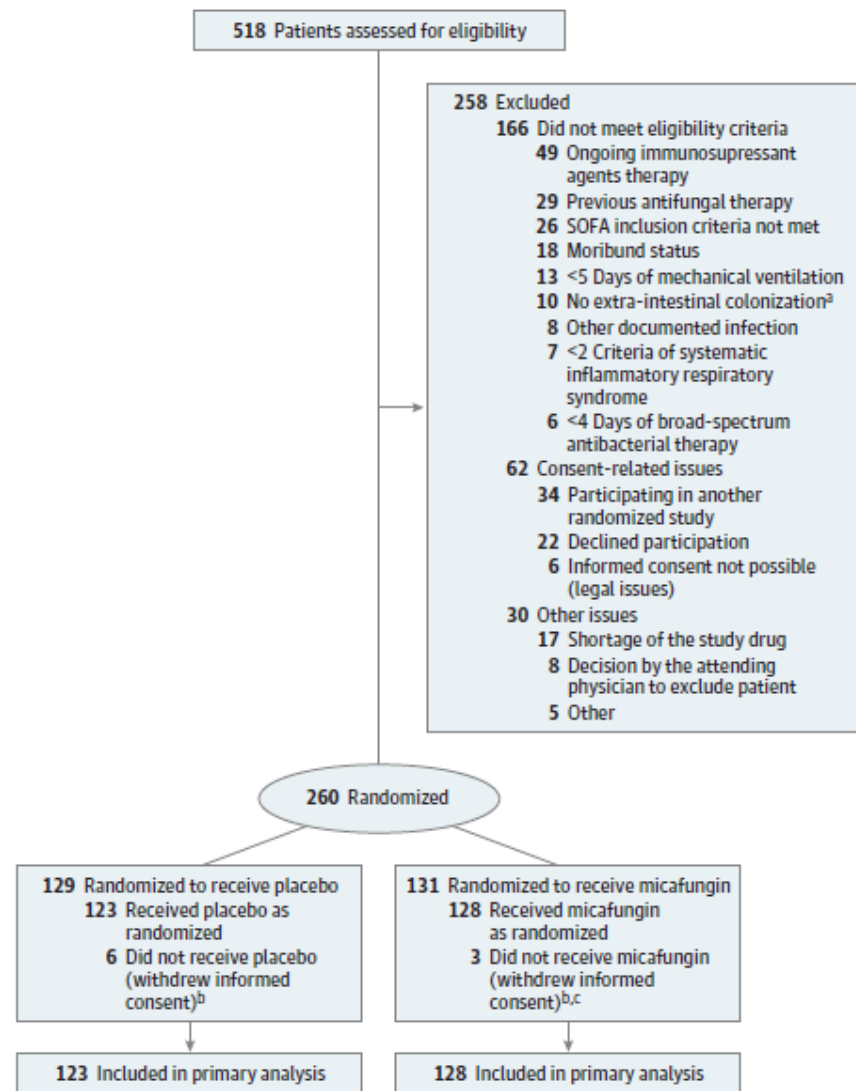 518 Patients assessed for eligibility
258 Excluded
166 Did not meet eligibility criteria
49 Ongoing immunosupressant
agents therapy
29 Previous antifungal therapy
26 SOFA inclusion criteria not met
18 Moribund status
13 <5 Days of mechanical ventilation
10 No extra-intestinal colonizationᵃ
8 Other documented infection
7 <2 Criteria of systematic
inflammatory respiratory
syndrome
6 <4 Days of broad-spectrum
antibacterial therapy
62 Consent-related issues
34 Participating in another
randomized study
22 Declined participation
6 Informed consent not possible
(legal issues)
30 Other issues
17 Shortage of the study drug
8 Decision by the attending
physician to exclude patient
5 Other
260 Randomized
129 Randomized to receive placebo
123 Received placebo as
randomized
6 Did not receive placebo
(withdrew informed
consent)ᵇ
131 Randomized to receive micafungin
128 Received micafungin
as randomized
3 Did not receive micafungin
(withdrew informed
consent)ᵇ,ᶜ
123 Included in primary analysis
128 Included in primary analysis